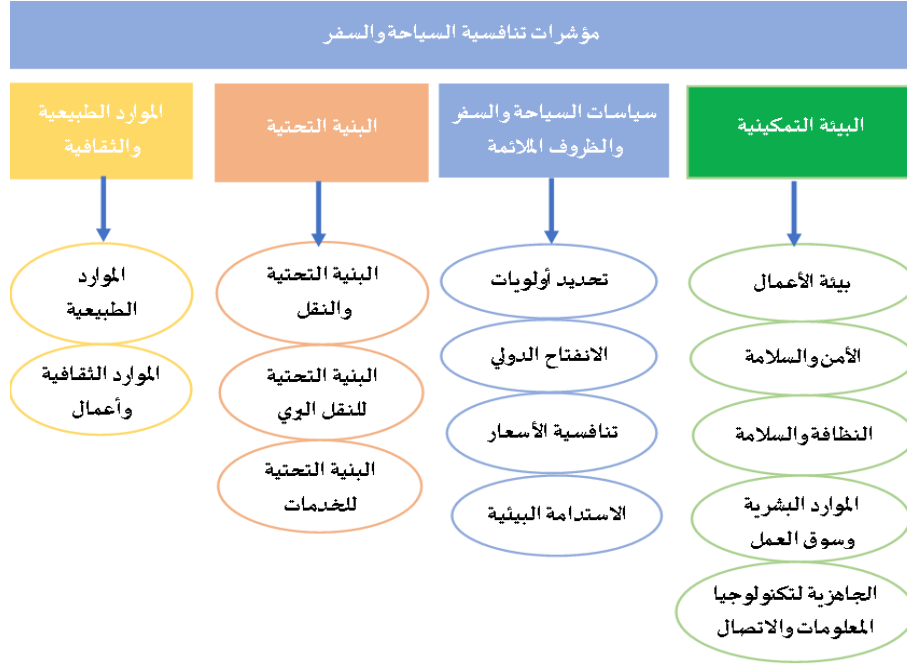 مؤشرات تنافسية السياحة والسفر
البيئة التمكينية
سياسات السياحة والسفر
والظروف الملائمة
البنية التحتية
الموارد الطبيعية
والثقافية
بيئة الأعمال
الأمن والسلامة
النظافة والسلامة
الموارد البشرية
وسوق العمل
الجاهزية لتكنولوجيا
المعلومات والاتصال
تحديد أولويات
الانفتاح الدولي
تنافسية الأسعار
الاستدامة البيئية
البنية التحتية
والنقل
البنية التحتية
للنقل البري
البنية التحتية
للخدمات
الموارد
الطبيعية
الموارد الثقافية
وأعمال